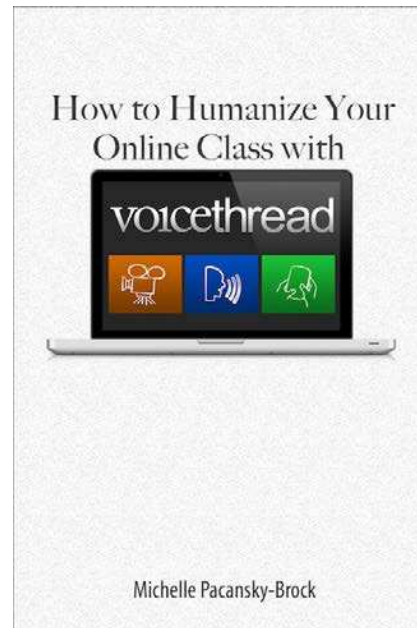 How to Humanize Your
Online Class with
voicethread
Michelle Pacansky-Brock